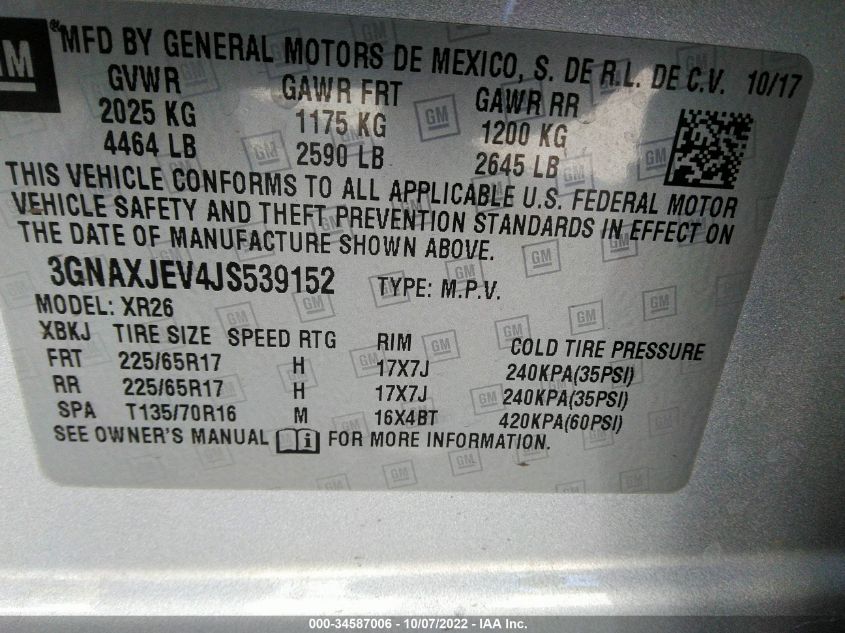 GM
®MFD BY GENERAL MOTORS DE MEXICO, S. DE R.L. DE C.V. 10/17
GVWR GAWR FRT GAWR RR
2025 KG 1175 KG 1200 KG
4464 LB 2590 LB 2645 LB
THIS VEHICLE CONFORMS TO ALL APPLICABLE U.S. FEDERAL MOTOR
VEHICLE SAFETY AND THEFT PREVENTION STANDARDS IN EFFECT ON
THE DATE OF MANUFACTURE SHOWN ABOVE.
3GNAXJEV4JS539152 TYPE: M.P.V.
MODEL: XR26
XBKJ TIRE SIZE SPEED RTG RIM COLD TIRE PRESSURE
FRT 225/65R17 H 17X7J 240KPA(35PSI)
RR 225/65R17 H 17X7J 240KPA(35PSI)
SPA T135/70R16 M 16X4BT 420KPA(60PSI)
SEE OWNER'S MANUAL FOR MORE INFORMATION.
000-34587006 - 10/07/2022 - IAA Inc.